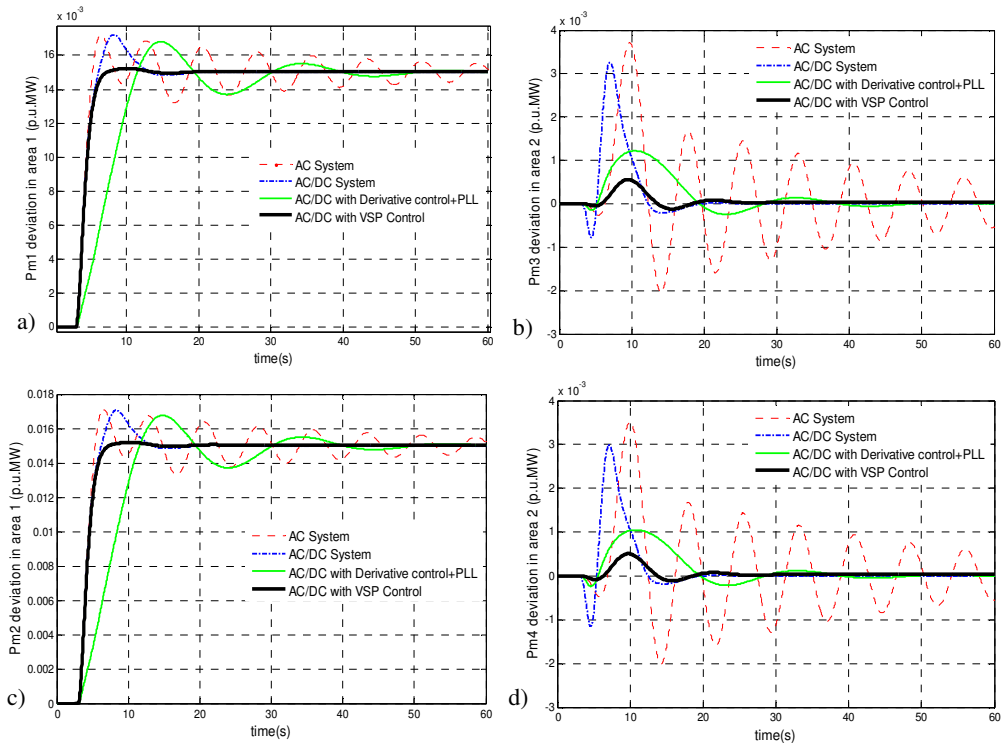 x 10⁻³
16
14
12
10
8
6
4
2
0
0 10 20 30 40 50 60
Pm1 deviation in area 1 (p.u.MW)
time(s)
AC System
AC/DC System
AC/DC with Derivative control+PLL
AC/DC with VSP Control
a)
x 10⁻³
4
3
2
1
0
-1
-2
-3
0 10 20 30 40 50 60
Pm3 deviation in area 2 (p.u.MW)
time(s)
AC System
AC/DC System
AC/DC with Derivative control+PLL
AC/DC with VSP Control
b)
0.018
0.016
0.014
0.012
0.01
0.008
0.006
0.004
0.002
0
0 10 20 30 40 50 60
Pm2 deviation in area 1 (p.u.MW)
time(s)
AC System
AC/DC System
AC/DC with Derivative control+PLL
AC/DC with VSP Control
c)
x 10⁻³
4
3
2
1
0
-1
-2
-3
0 10 20 30 40 50 60
Pm4 deviation in area 2 (p.u.MW)
time(s)
AC System
AC/DC System
AC/DC with Derivative control+PLL
AC/DC with VSP Control
d)